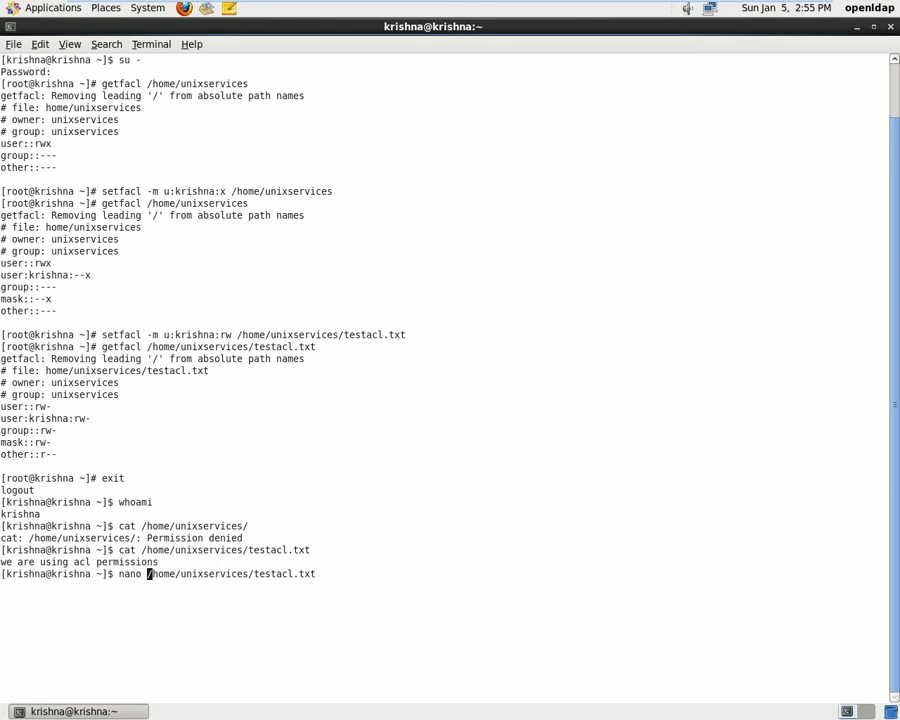 Applications Places System Sun Jan 5, 2:55 PM openldap
krishna@krishna:~
File Edit View Search Terminal Help
[krishna@krishna ~]$ su -
Password:
[root@krishna ~]# getfacl /home/unixservices
getfacl: Removing leading '/' from absolute path names
# file: home/unixservices
# owner: unixservices
# group: unixservices
user::rwx
group::---
other::---
[root@krishna ~]# setfacl -m u:krishna:x /home/unixservices
[root@krishna ~]# getfacl /home/unixservices
getfacl: Removing leading '/' from absolute path names
# file: home/unixservices
# owner: unixservices
# group: unixservices
user::rwx
user:krishna:--x
group::---
mask::--x
other::---
[root@krishna ~]# setfacl -m u:krishna:rw /home/unixservices/testacl.txt
[root@krishna ~]# getfacl /home/unixservices/testacl.txt
getfacl: Removing leading '/' from absolute path names
# file: home/unixservices/testacl.txt
# owner: unixservices
# group: unixservices
user::rw-
user:krishna:rw-
group::rw-
mask::rw-
other::r--
[root@krishna ~]# exit
logout
[krishna@krishna ~]$ whoami
krishna
[krishna@krishna ~]$ cat /home/unixservices/
cat: /home/unixservices/: Permission denied
[krishna@krishna ~]$ cat /home/unixservices/testacl.txt
we are using acl permissions
[krishna@krishna ~]$ nano /home/unixservices/testacl.txt
krishna@krishna:~